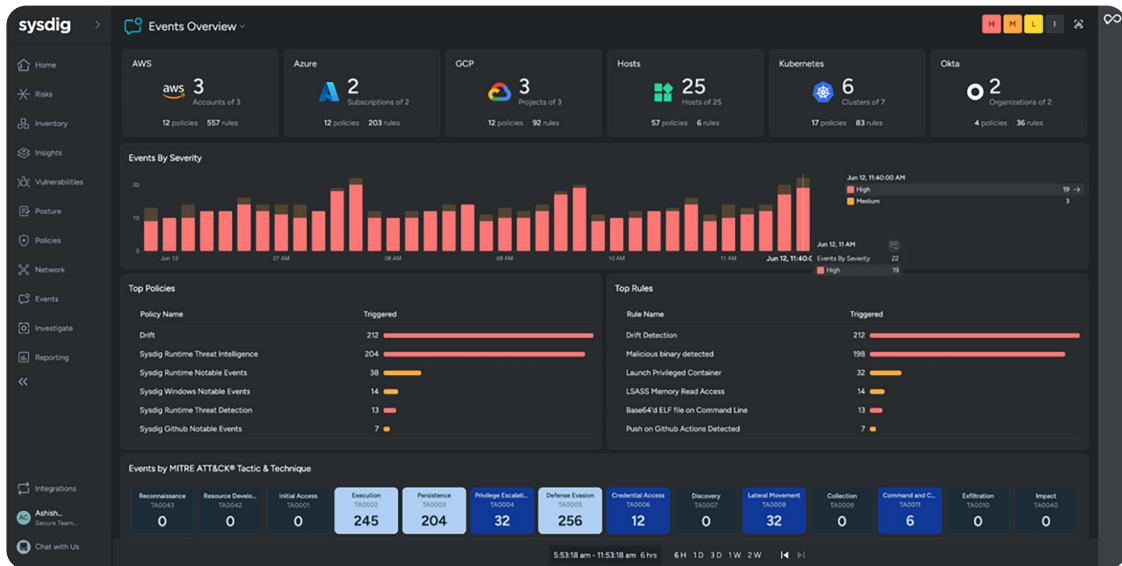 sysdig
Events Overview
H M L I
Home
Risks
Inventory
Insights
Vulnerabilities
Posture
Policies
Network
Events
Investigate
Reporting
Integrations
AC
Ashish...
Secure Team...
Chat with Us
AWS
aws
3
Accounts of 3
12 policies 557 rules
Azure
2
Subscriptions of 2
12 policies 203 rules
GCP
3
Projects of 3
12 policies 92 rules
Hosts
25
Hosts of 25
57 policies 6 rules
Kubernetes
6
Clusters of 7
17 policies 83 rules
Okta
2
Organizations of 2
4 policies 36 rules
Events By Severity
20
10
0
Jun 12 07 AM 08 AM 09 AM 10 AM 11 AM Jun 12, 11:40:0
Jun 12, 11:40:00 AM
High 19
Medium 3
Jun 12, 11 AM
Events By Severity 22
High 19
Top Policies
Policy Name Triggered
Drift 212
Sysdig Runtime Threat Intelligence 204
Sysdig Runtime Notable Events 38
Sysdig Windows Notable Events 14
Sysdig Runtime Threat Detection 13
Sysdig Github Notable Events 7
Top Rules
Rule Name Triggered
Drift Detection 212
Malicious binary detected 198
Launch Privileged Container 32
LSASS Memory Read Access 14
Base64'd ELF file on Command Line 13
Push on Github Actions Detected 7
Events by MITRE ATT&CK® Tactic & Technique
Reconnaissance
TA0043
0
Resource Develo...
TA0042
0
Initial Access
TA0001
0
Execution
TA0002
245
Persistence
TA0003
204
Privilege Escalati...
TA0004
32
Defense Evasion
TA0005
256
Credential Access
TA0006
12
Discovery
TA0007
0
Lateral Movement
TA0008
32
Collection
TA0009
0
Command and C...
TA0011
6
Exfiltration
TA0010
0
Impact
TA0040
0
5:53:18 am - 11:53:18 am 6 hrs 6H 1D 3D 1W 2W